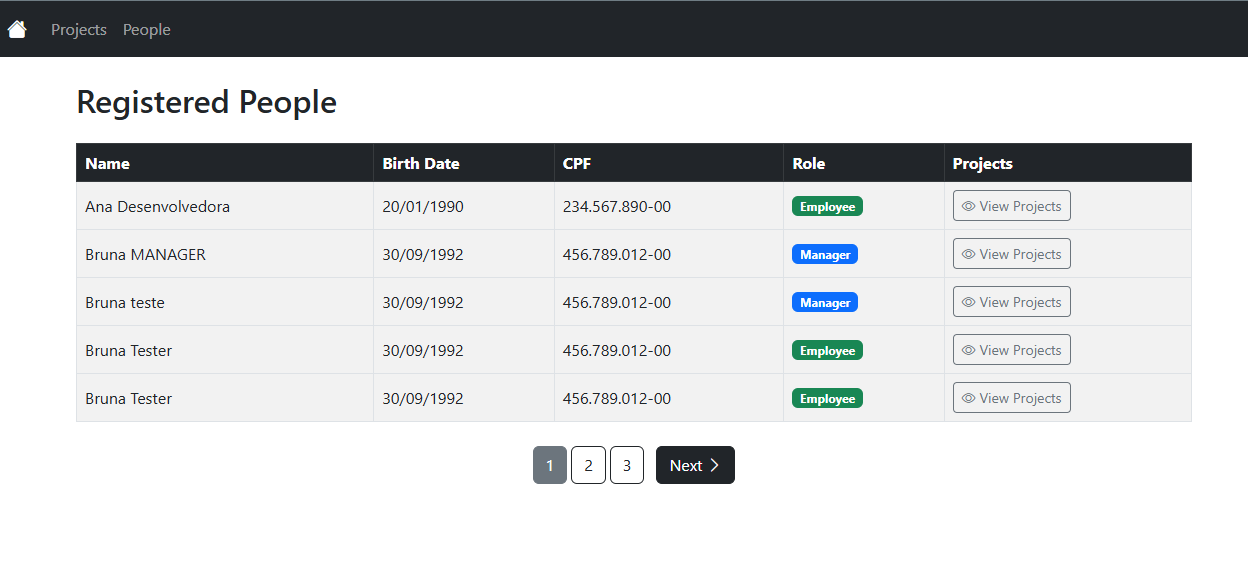 Projects People
Registered People
Name Birth Date CPF Role Projects
Ana Desenvolvedora 20/01/1990 234.567.890-00 Employee View Projects
Bruna MANAGER 30/09/1992 456.789.012-00 Manager View Projects
Bruna teste 30/09/1992 456.789.012-00 Manager View Projects
Bruna Tester 30/09/1992 456.789.012-00 Employee View Projects
Bruna Tester 30/09/1992 456.789.012-00 Employee View Projects
1 2 3 Next